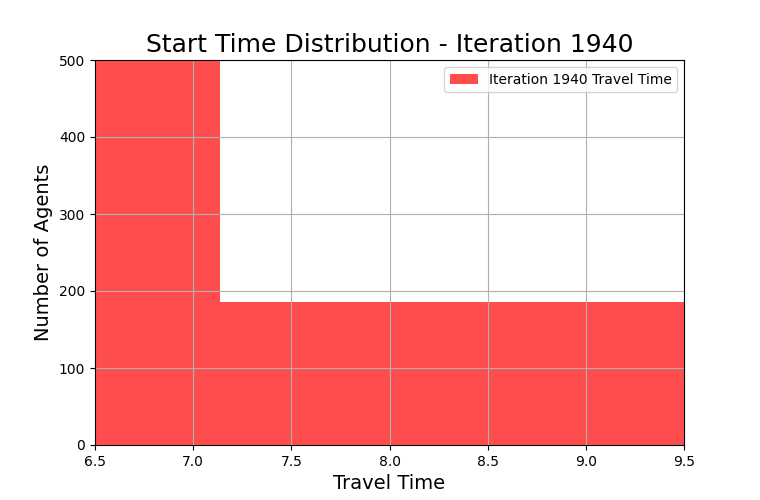 Start Time Distribution - Iteration 1940
Iteration 1940 Travel Time
Number of Agents
500
400
300
200
100
0
6.5 7.0 7.5 8.0 8.5 9.0 9.5
Travel Time